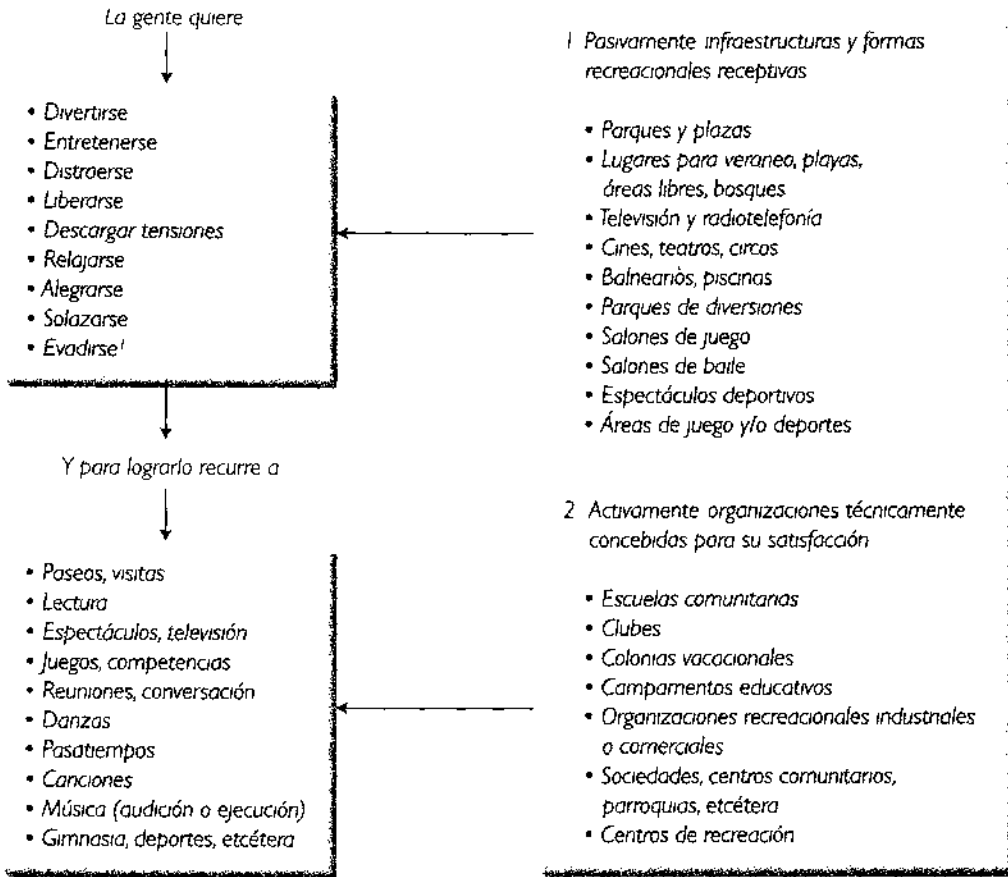 La gente quiere
• Divertirse
• Entretenerse
• Distraerse
• Liberarse
• Descargar tensiones
• Relajarse
• Alegrarse
• Solazarse
• Evadirse¹
Y para lograrlo recurre a
• Paseos, visitas
• Lectura
• Espectáculos, televisión
• Juegos, competencias
• Reuniones, conversación
• Danzas
• Pasatiempos
• Canciones
• Música (audición o ejecución)
• Gimnasia, deportes, etcétera
1 Pasivamente infraestructuras y formas
recreacionales receptivas
• Parques y plazas
• Lugares para veraneo, playas,
áreas libres, bosques
• Televisión y radiotelefonía
• Cines, teatros, circos
• Balnearios, piscinas
• Parques de diversiones
• Salones de juego
• Salones de baile
• Espectáculos deportivos
• Áreas de juego y/o deportes
2 Activamente organizaciones técnicamente
concebidas para su satisfacción
• Escuelas comunitarias
• Clubes
• Colonias vacacionales
• Campamentos educativos
• Organizaciones recreacionales industriales
o comerciales
• Sociedades, centros comunitarios,
parroquias, etcétera
• Centros de recreación